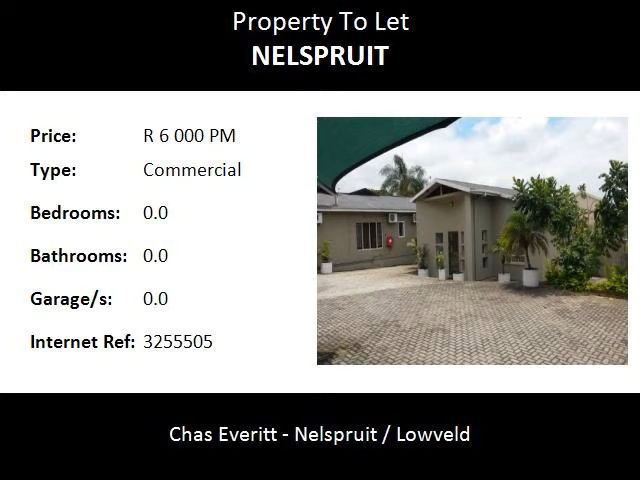 Property To Let
NELSPRUIT
Price: R 6 000 PM
Type: Commercial
Bedrooms: 0.0
Bathrooms: 0.0
Garage/s: 0.0
Internet Ref: 3255505
Chas Everitt - Nelspruit / Lowveld